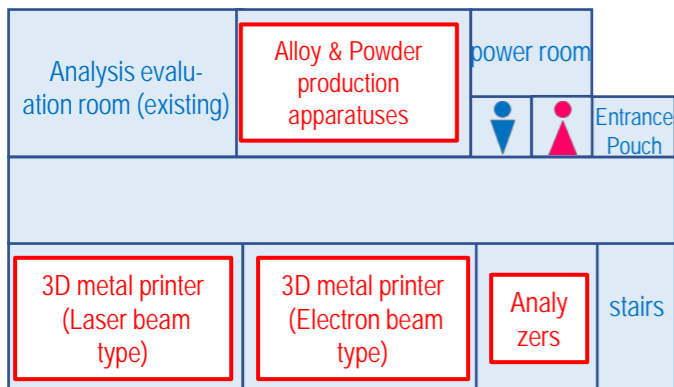 Analysis evalu-
ation room (existing)
Alloy & Powder
production
apparatuses
power room
Entrance
Pouch
3D metal printer
(Laser beam
type)
3D metal printer
(Electron beam
type)
Analy
zers
stairs